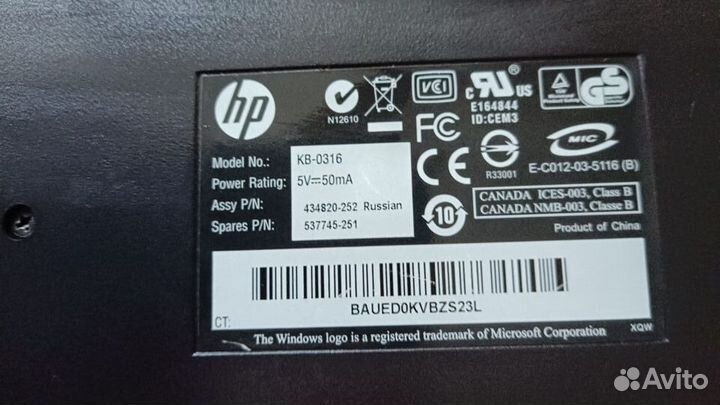 hp
N12610
VCI
c RU US
E164844
ID:CEM3
GS
FC
CE
R33001
MIC
E-C012-03-5116 (B)
Model No.: KB-0316
Power Rating: 5V⎓50mA
Assy P/N: 434820-252 Russian
Spares P/N: 537745-251
10
CANADA ICES-003, Class B
CANADA NMB-003, Classe B
Product of China
BAUED0KVBZS23L
CT:
The Windows logo is a registered trademark of Microsoft Corporation
XQW
Avito